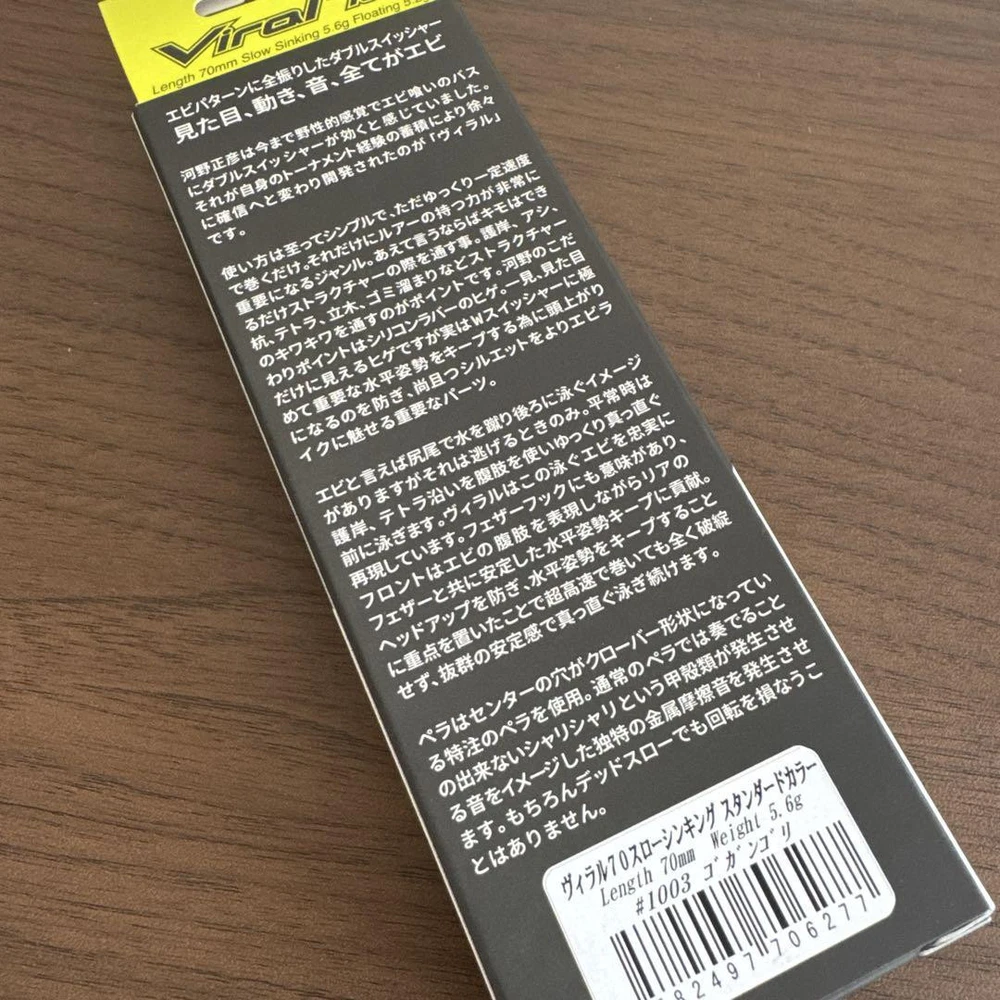 Viral
Length 70mm Slow Sinking 5.6g Floating 5.2g
エビパターンに全振りしたダブルスイッシャー
見た目、動き、音、全てがエビ
河野正彦は今まで野性的感覚でエビ喰いのバス
にダブルスイッシャーが効くと感じていました。
それが自身のトーナメント経験の蓄積により徐々
に確信へと変わり開発されたのが「ヴィラル」
です。
使い方は至ってシンプルで、ただゆっくり一定速度
で巻くだけ。それだけにルアーの持つ力が非常に
重要になるジャンル。あえて言うならばキモはでき
るだけストラクチャーの際を通す事。護岸、アシ、
杭、テトラ、立木、ゴミ溜まりなどストラクチャー
のキワキワを通すのがポイントです。河野のこだ
わりポイントはシリコンラバーのヒゲ。一見、見た目
だけに見えるヒゲですが実はWスイッシャーに極
めて重要な水平姿勢をキープする為に頭上がり
になるのを防ぎ、尚且つシルエットをよりエビラ
イクに魅せる重要なパーツ。
エビと言えば尻尾で水を蹴り後ろに泳ぐイメージ
がありますがそれは逃げるときのみ。平常時は
護岸、テトラ沿いを腹肢を使いゆっくり真っ直ぐ
前に泳ぎます。ヴィラルはこの泳ぐエビを忠実に
再現しています。フェザーフックにも意味があり、
フロントはエビの腹肢を表現しながらリアの
フェザーと共に安定した水平姿勢キープに貢献。
ヘッドアップを防ぎ、水平姿勢をキープすること
に重点を置いたことで超高速で巻いても全く破綻
せず、抜群の安定感で真っ直ぐ泳ぎ続けます。
ペラはセンターの穴がクローバー形状になってい
る特注のペラを使用。通常のペラでは奏でること
の出来ないシャリシャリという甲殻類が発生させ
る音をイメージした独特の金属摩擦音を発生させ
ます。もちろんデッドスローでも回転を損なうこ
とはありません。
ヴィラル70スローシンキング スタンダードカラー
Length 70mm Weight 5.6g
#1003 ゴガンゴリ
82497 706277